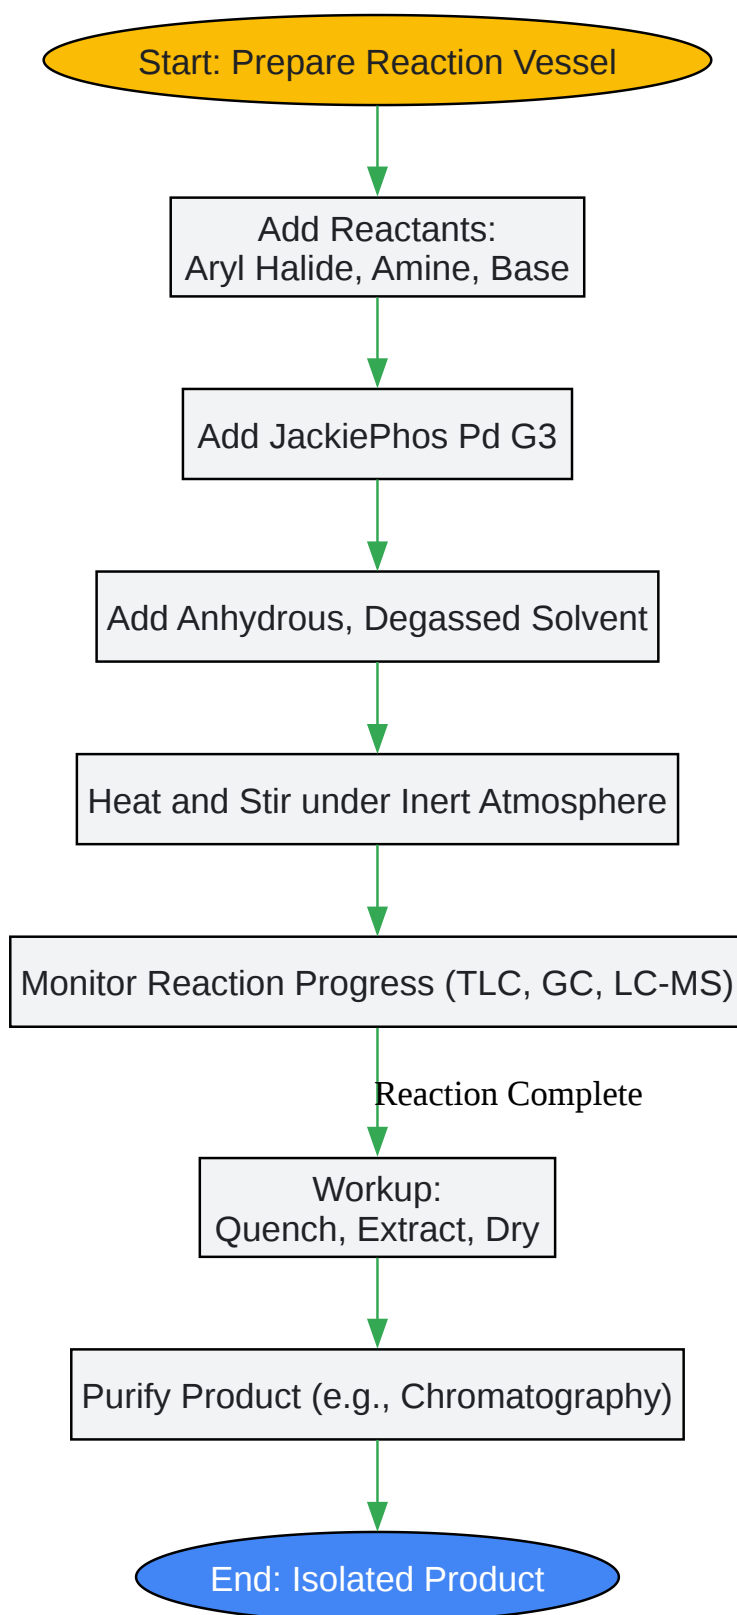 Start: Prepare Reaction Vessel
Add Reactants:
Aryl Halide, Amine, Base
Add JackiePhos Pd G3
Add Anhydrous, Degassed Solvent
Heat and Stir under Inert Atmosphere
Monitor Reaction Progress (TLC, GC, LC-MS)
Reaction Complete
Workup:
Quench, Extract, Dry
Purify Product (e.g., Chromatography)
End: Isolated Product